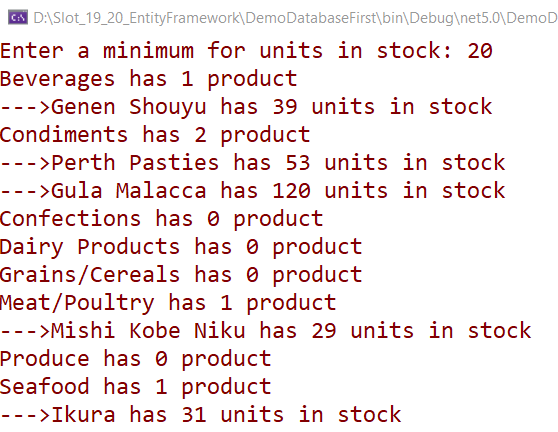 D:\Slot_19_20_EntityFramework\DemoDatabaseFirst\bin\Debug\net5.0\DemoD
Enter a minimum for units in stock: 20
Beverages has 1 product
--->Genen Shouyu has 39 units in stock
Condiments has 2 product
--->Perth Pasties has 53 units in stock
--->Gula Malacca has 120 units in stock
Confections has 0 product
Dairy Products has 0 product
Grains/Cereals has 0 product
Meat/Poultry has 1 product
--->Mishi Kobe Niku has 29 units in stock
Produce has 0 product
Seafood has 1 product
--->Ikura has 31 units in stock